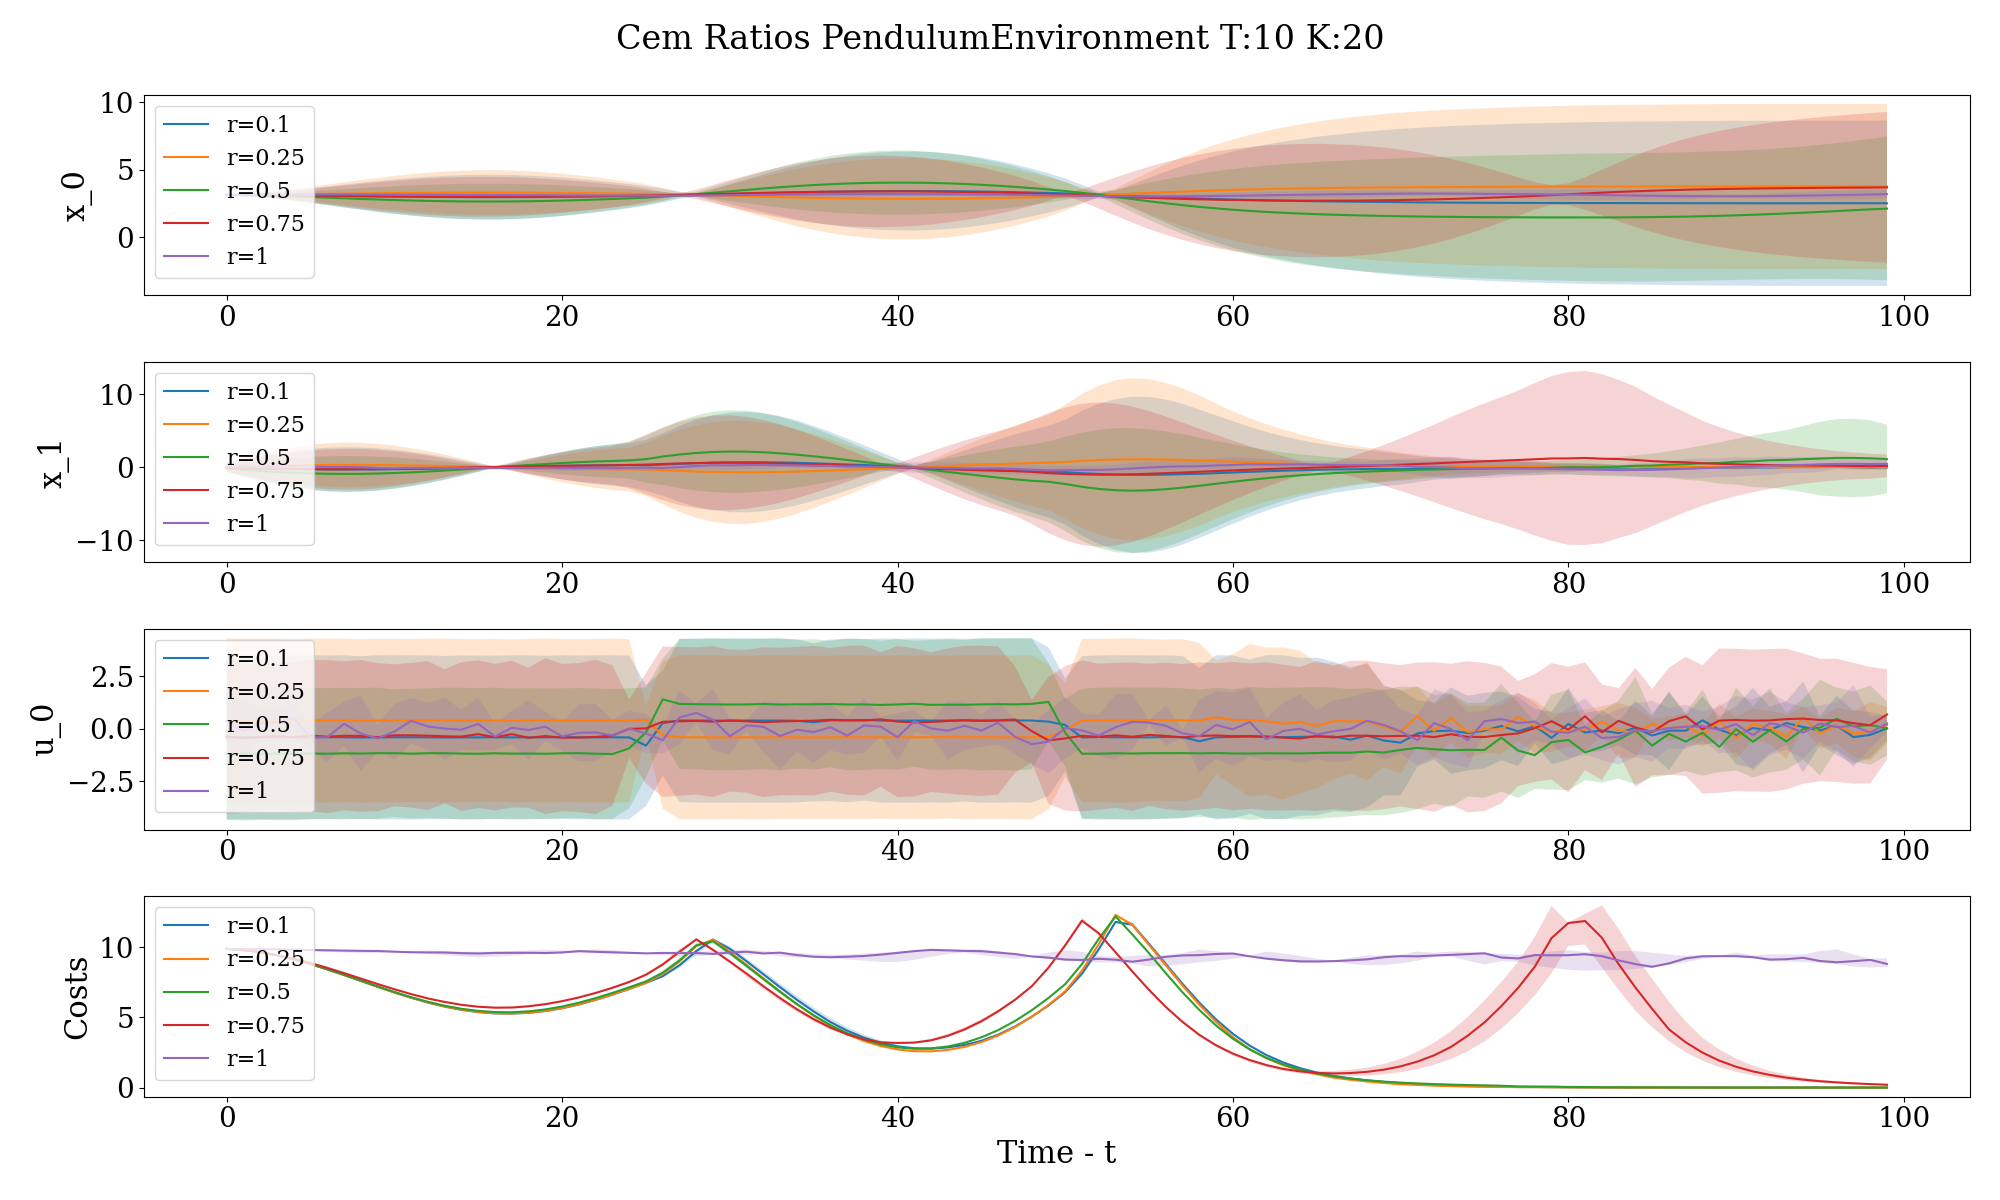 Cem Ratios PendulumEnvironment T:10 K:20
x_0
10
5
0
r=0.1
r=0.25
r=0.5
r=0.75
r=1
0 20 40 60 80 100
x_1
10
0
−10
r=0.1
r=0.25
r=0.5
r=0.75
r=1
0 20 40 60 80 100
u_0
2.5
0.0
−2.5
r=0.1
r=0.25
r=0.5
r=0.75
r=1
0 20 40 60 80 100
Costs
10
5
0
r=0.1
r=0.25
r=0.5
r=0.75
r=1
0 20 40 60 80 100
Time - t